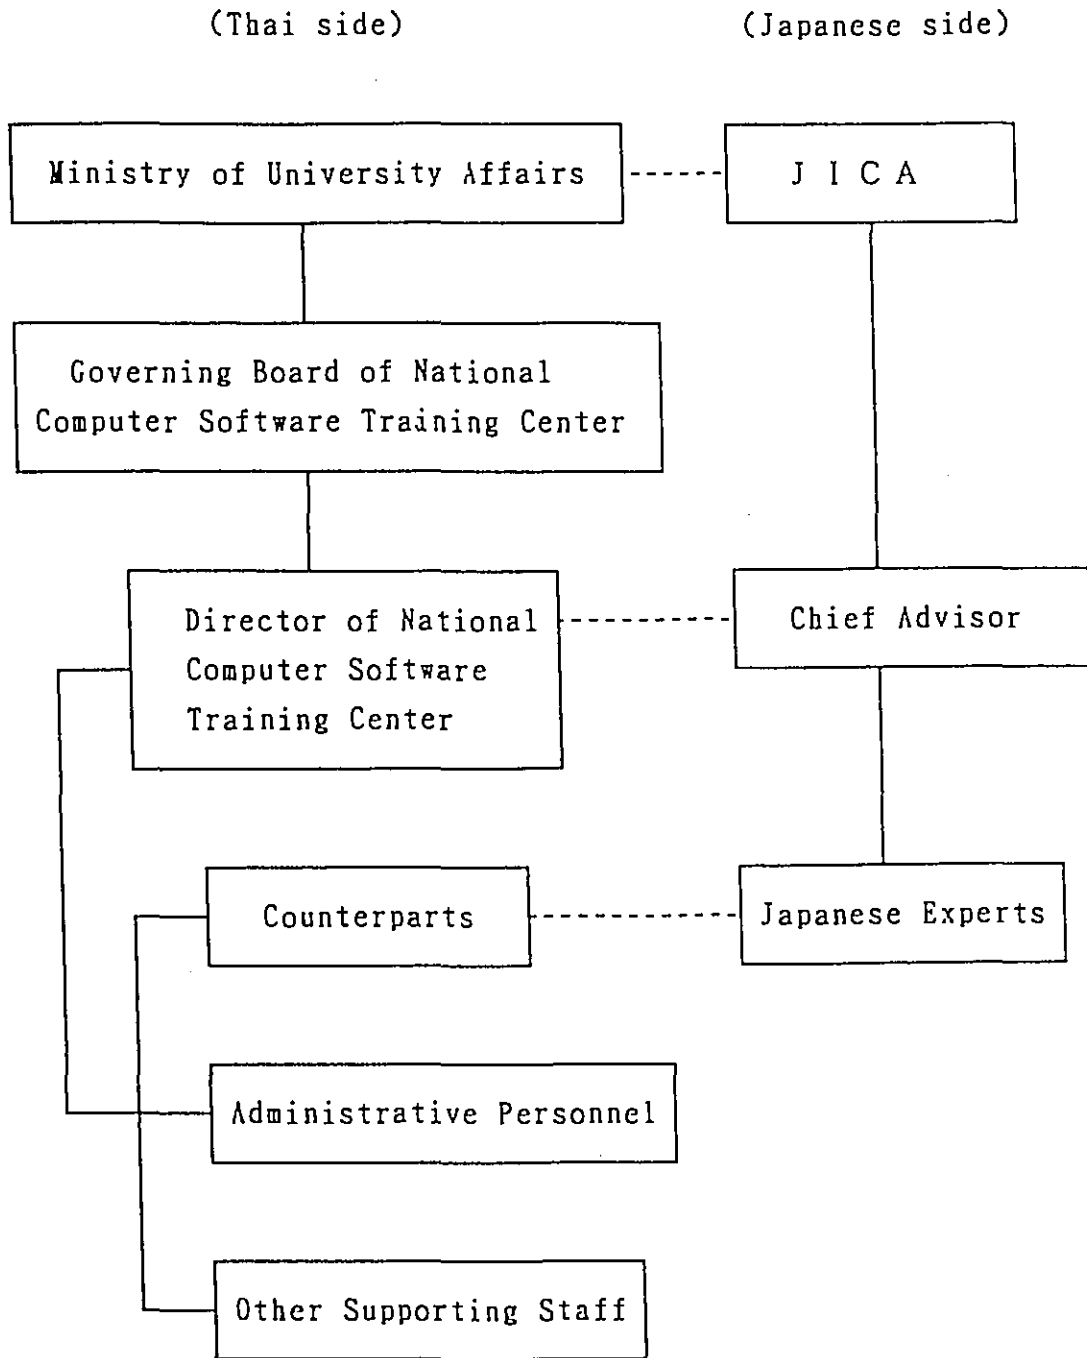 (Thai side)
(Japanese side)
Ministry of University Affairs
J I C A
Governing Board of National
Computer Software Training Center
Director of National
Computer Software
Training Center
Chief Advisor
Counterparts
Japanese Experts
Administrative Personnel
Other Supporting Staff